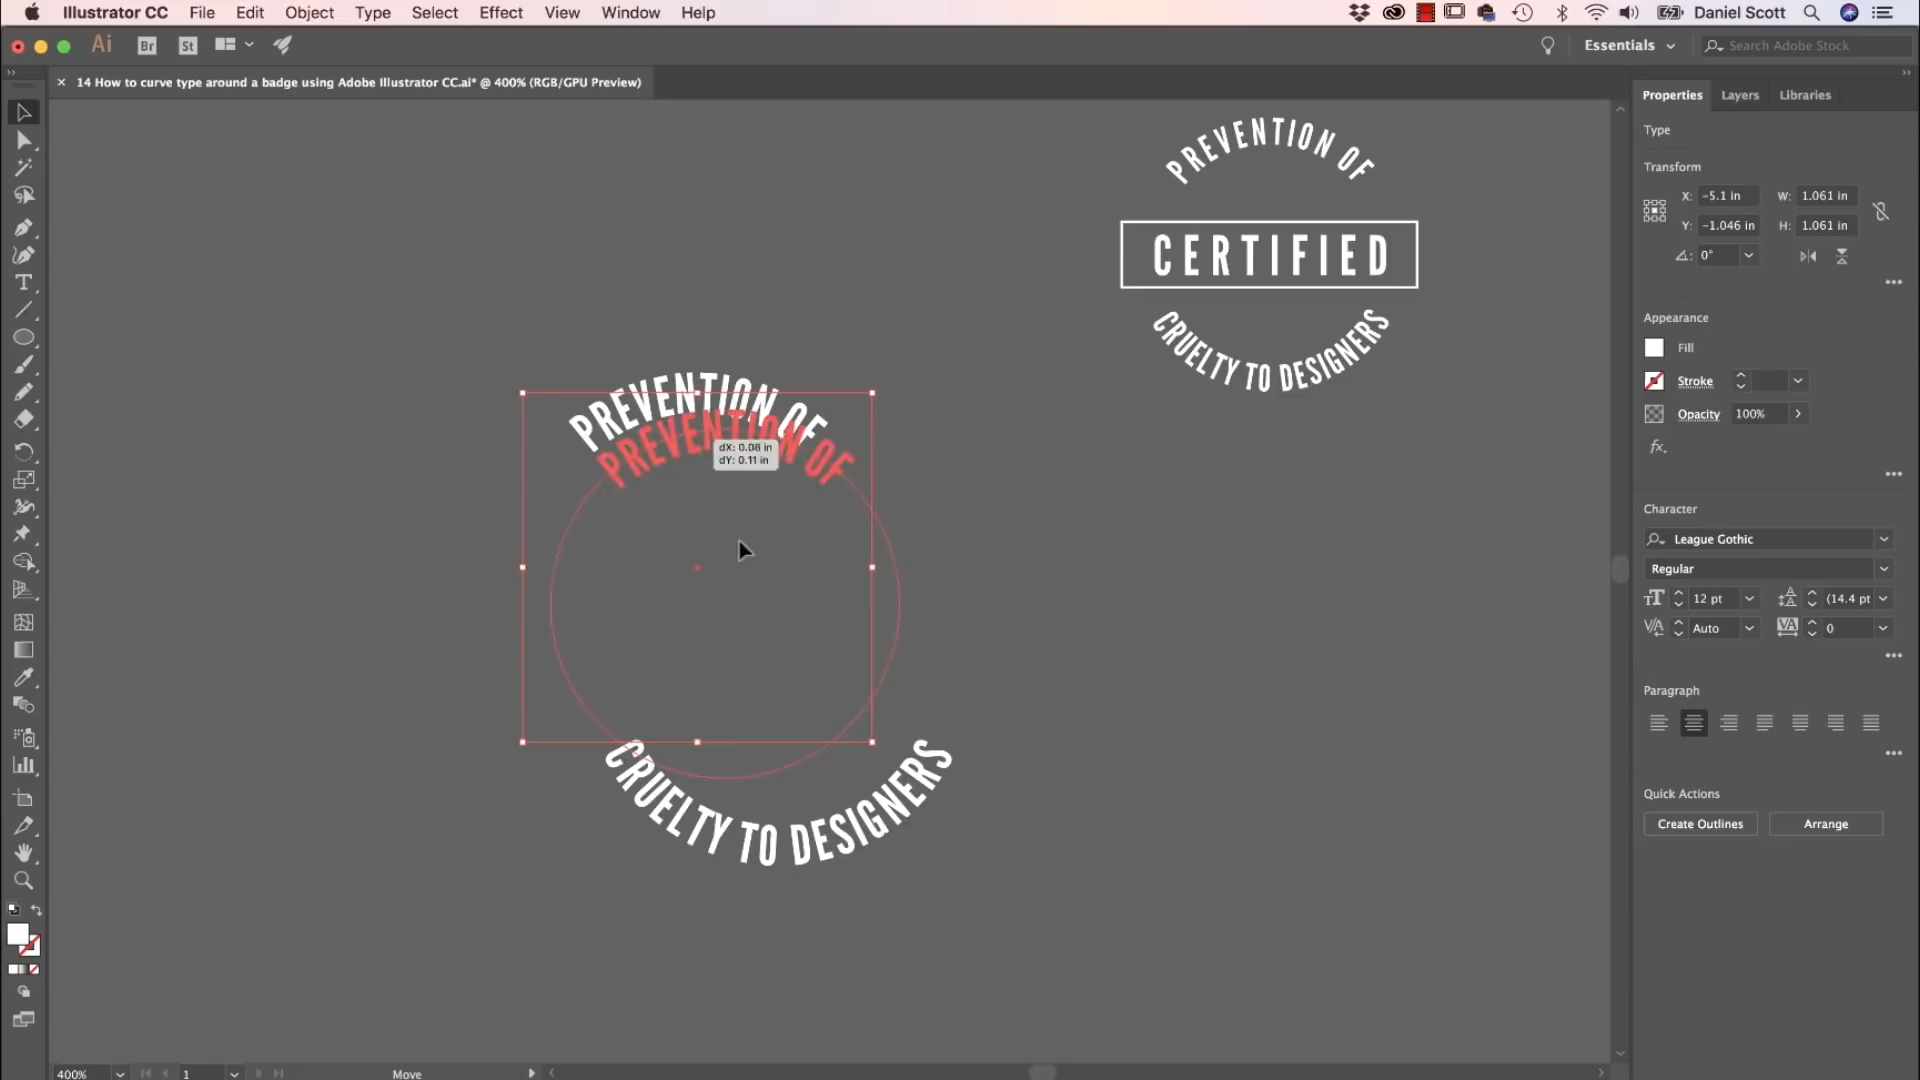 Illustrator CC File Edit Object Type Select Effect View Window Help Daniel Scott
Ai Br St Essentials Search Adobe Stock
14 How to curve type around a badge using Adobe Illustrator CC.ai* @ 400% (RGB/GPU Preview)
Properties Layers Libraries
Type
Transform
X: -5.1 in W: 1.061 in
Y: -1.046 in H: 1.061 in
0°
Appearance
Fill
Stroke
Opacity 100%
fx.
Character
League Gothic
Regular
12 pt (14.4 pt
Auto 0
Paragraph
Quick Actions
Create Outlines Arrange
PREVENTION OF
CERTIFIED
CRUELTY TO DESIGNERS
PREVENTION OF
PREVENTION OF
dX: 0.08 in
dY: 0.11 in
CRUELTY TO DESIGNERS
400% 1 Move